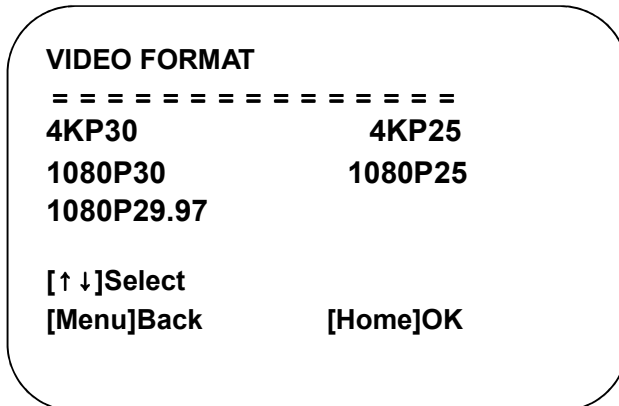 VIDEO FORMAT
= = = = = = = = = = = = = = =
4KP30 4KP25
1080P30 1080P25
1080P29.97
[↑↓]Select
[Menu]Back [Home]OK